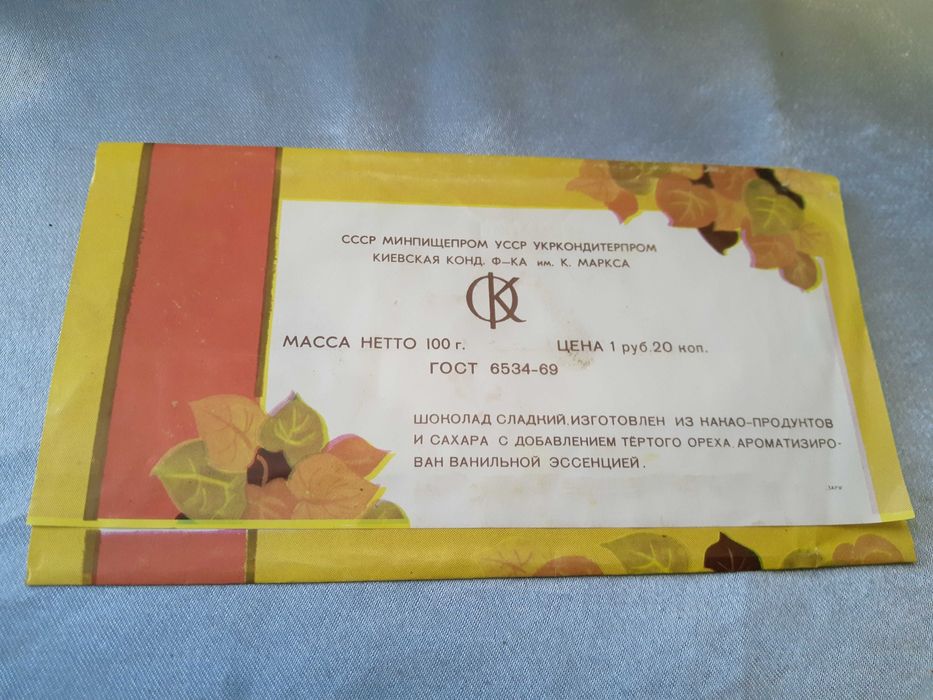 СССР МИНПИЩЕПРОМ УССР УКРКОНДИТЕРПРОМ
КИЕВСКАЯ КОНД. Ф-КА им. К. МАРКСА
МАССА НЕТТО 100 г. ЦЕНА 1 руб. 20 коп.
ГОСТ 6534-69
ШОКОЛАД СЛАДКИЙ. ИЗГОТОВЛЕН ИЗ КАКАО-ПРОДУКТОВ
И САХАРА С ДОБАВЛЕНИЕМ ТЁРТОГО ОРЕХА. АРОМАТИЗИРО-
ВАН ВАНИЛЬНОЙ ЭССЕНЦИЕЙ.